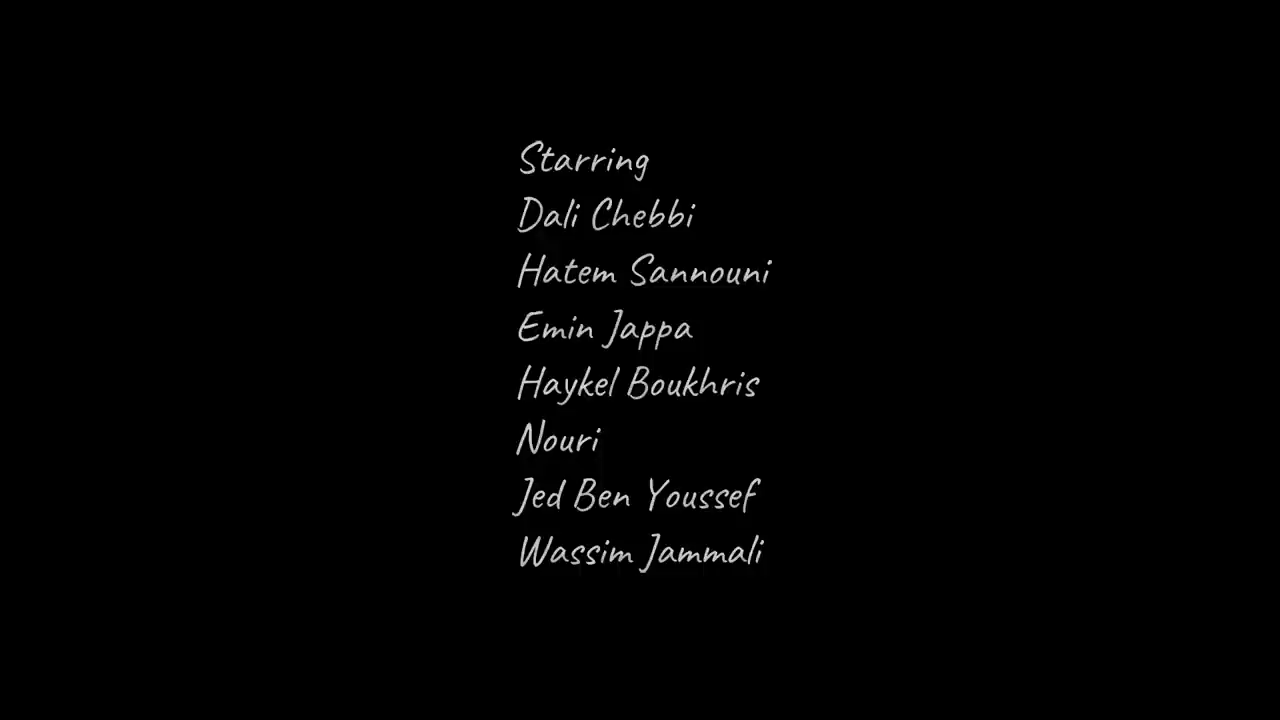 Starring
Dali Chebbi
Hatem Sannouni
Emin Jappa
Haykel Boukhris
Nouri
Jed Ben Youssef
Wassim Jammali